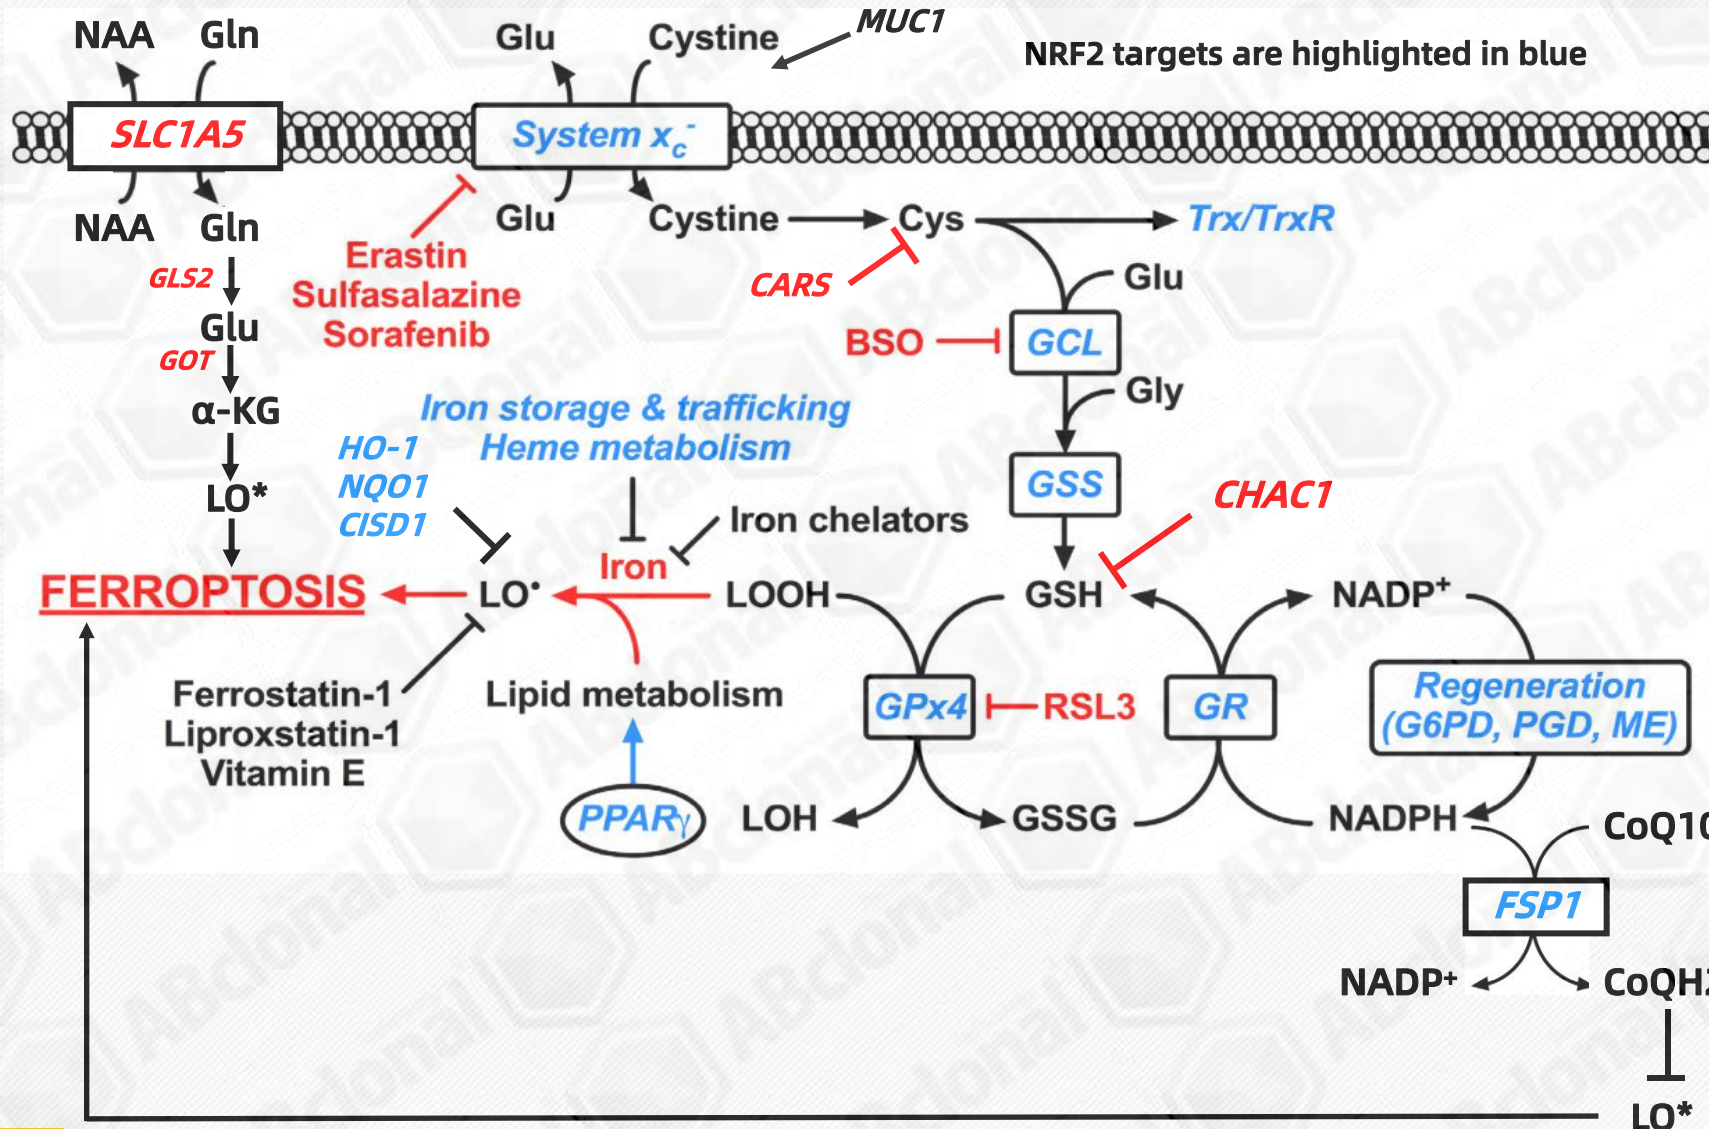 NAA Gln
Glu Cystine
MUC1
NRF2 targets are highlighted in blue
SLC1A5
System xc-
NAA Gln
Glu Cystine Cys Trx/TrxR
GLS2
Erastin
Sulfasalazine
Sorafenib
CARS
Glu
Glu
GOT
BSO
GCL
α-KG
Iron storage & trafficking
Heme metabolism
Gly
HO-1
NQO1
CISD1
LO*
GSS
CHAC1
Iron chelators
Iron
FERROPTOSIS
LO• LOOH GSH NADP+
Ferrostatin-1
Liproxstatin-1
Vitamin E
Lipid metabolism
GPx4
RSL3
GR
Regeneration
(G6PD, PGD, ME)
PPARγ
LOH GSSG NADPH
CoQ10
FSP1
NADP+
CoQH2
LO*
ABclonal